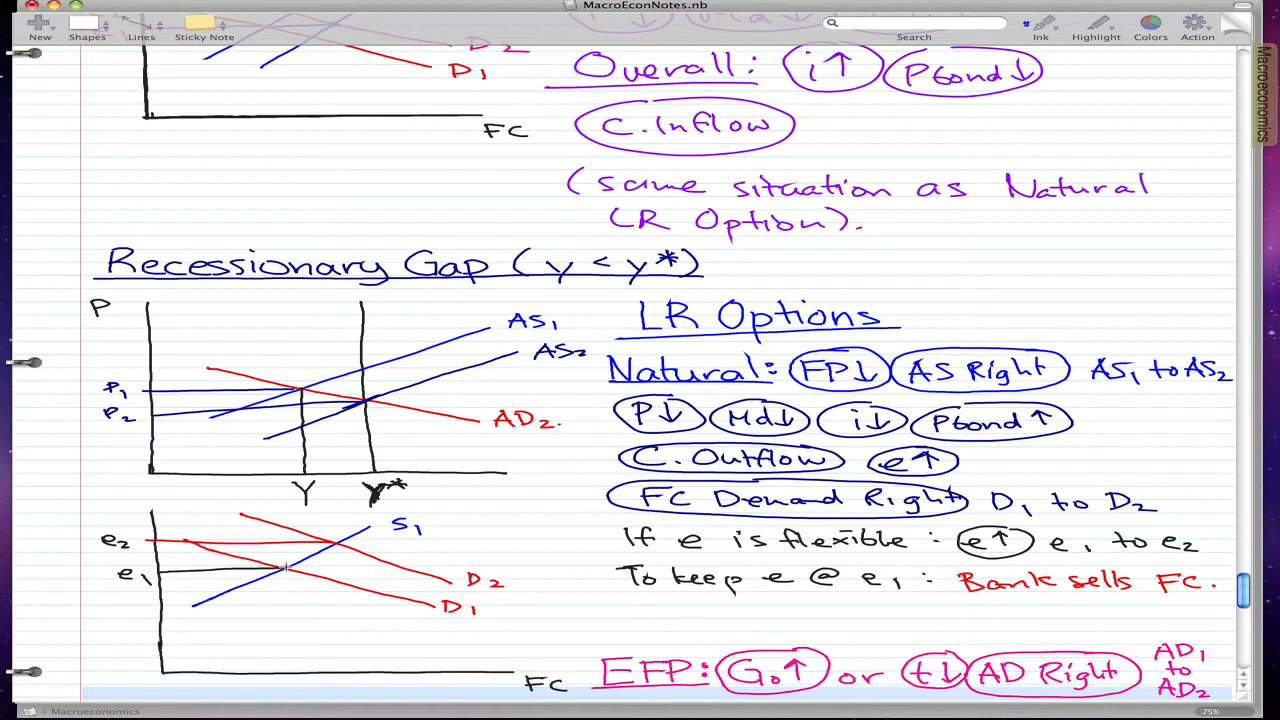 MacroEconNotes.nb
New Shapes Lines Sticky Note Search Ink Highlight Colors Action
Macroeconomics
D2
D1
FC
Overall: i↑ Pbond↓
C. Inflow
(same situation as Natural
LR Option).
Recessionary Gap (y < y*)
P
AS1
AS2
P1
P2
AD2.
Y Y*
LR Options
Natural: FP↓ AS Right AS1 to AS2
P↓ Md↓ i↓ Pbond↑
C. Outflow e↑
FC Demand Right D1 to D2
If e is flexible: e↑ e1 to e2
To keep e @ e1: Bank sells FC.
e2
e1
S1
D2
D1
FC
EFP: G0↑ or t↓ AD Right AD1
to
AD2
Macroeconomics
75%